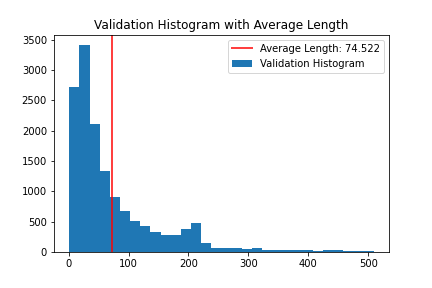 Validation Histogram with Average Length
Average Length: 74.522
Validation Histogram
3500
3000
2500
2000
1500
1000
500
0
0 100 200 300 400 500